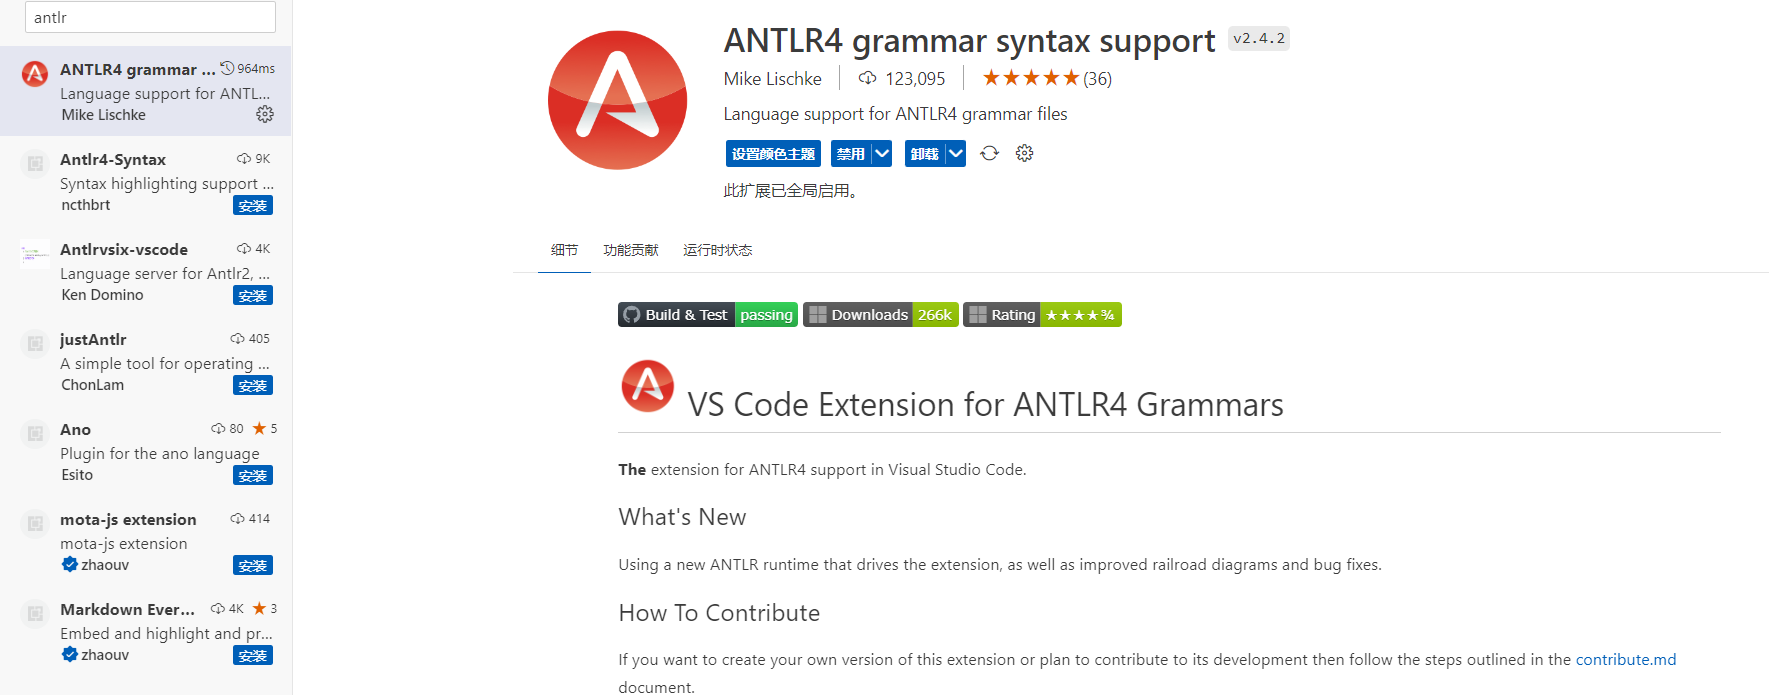 antlr
ANTLR4 grammar ... 964ms
Language support for ANTL...
Mike Lischke
Antlr4-Syntax 9K
Syntax highlighting support ...
ncthbrt 安装
Antlrvsix-vscode 4K
Language server for Antlr2, ...
Ken Domino 安装
justAntlr 405
A simple tool for operating ...
ChonLam 安装
Ano 80 ★ 5
Plugin for the ano language
Esito 安装
mota-js extension 414
mota-js extension
zhaouv 安装
Markdown Ever... 4K ★ 3
Embed and highlight and pr...
zhaouv 安装
ANTLR4 grammar syntax support v2.4.2
Mike Lischke 123,095 ★★★★★(36)
Language support for ANTLR4 grammar files
设置颜色主题 禁用 卸载
此扩展已全局启用。
细节 功能贡献 运行时状态
Build & Test passing Downloads 266k Rating ★★★★¾
VS Code Extension for ANTLR4 Grammars
The extension for ANTLR4 support in Visual Studio Code.
What's New
Using a new ANTLR runtime that drives the extension, as well as improved railroad diagrams and bug fixes.
How To Contribute
If you want to create your own version of this extension or plan to contribute to its development then follow the steps outlined in the contribute.md
document.